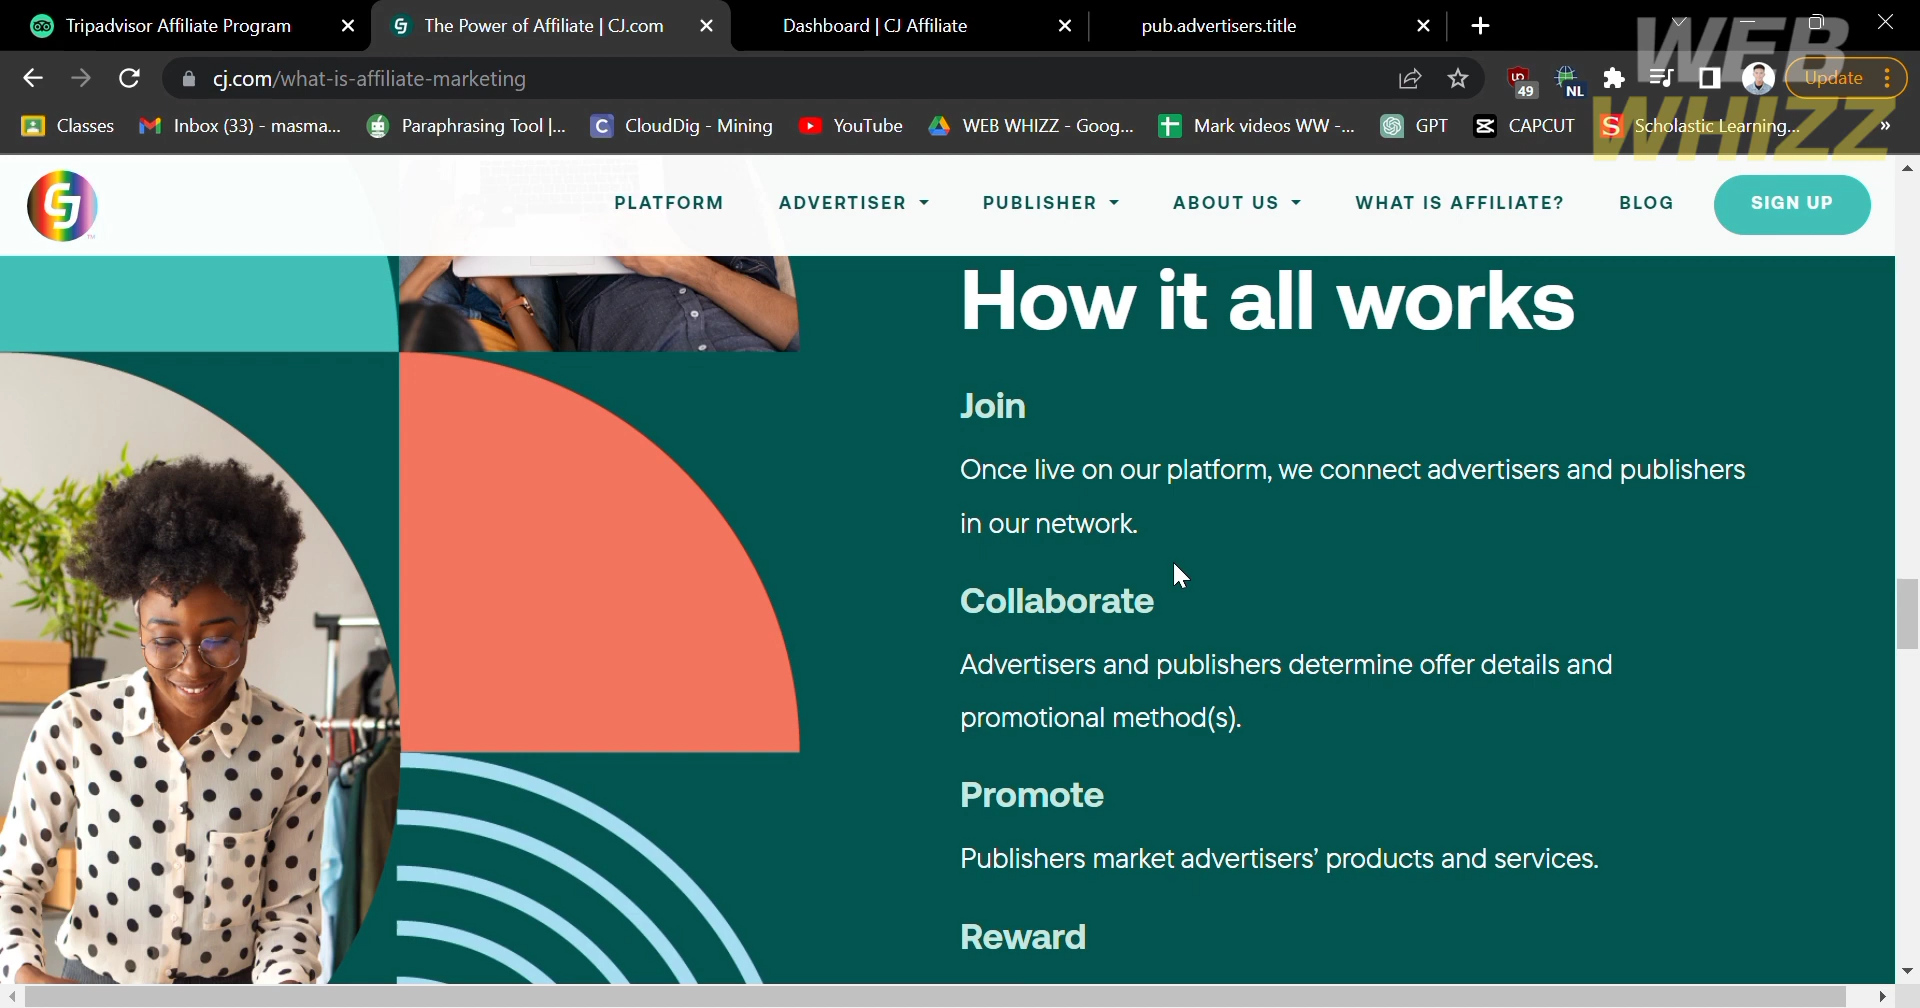 Tripadvisor Affiliate Program
The Power of Affiliate | CJ.com
Dashboard | CJ Affiliate
pub.advertisers.title
WEB
WHIZZ
cj.com/what-is-affiliate-marketing
49
NL
Update
Classes
Inbox (33) - masma...
Paraphrasing Tool |...
CloudDig - Mining
YouTube
WEB WHIZZ - Goog...
Mark videos WW -...
GPT
CAPCUT
Scholastic Learning...
PLATFORM
ADVERTISER
PUBLISHER
ABOUT US
WHAT IS AFFILIATE?
BLOG
SIGN UP
How it all works
Join
Once live on our platform, we connect advertisers and publishers
in our network.
Collaborate
Advertisers and publishers determine offer details and
promotional method(s).
Promote
Publishers market advertisers’ products and services.
Reward